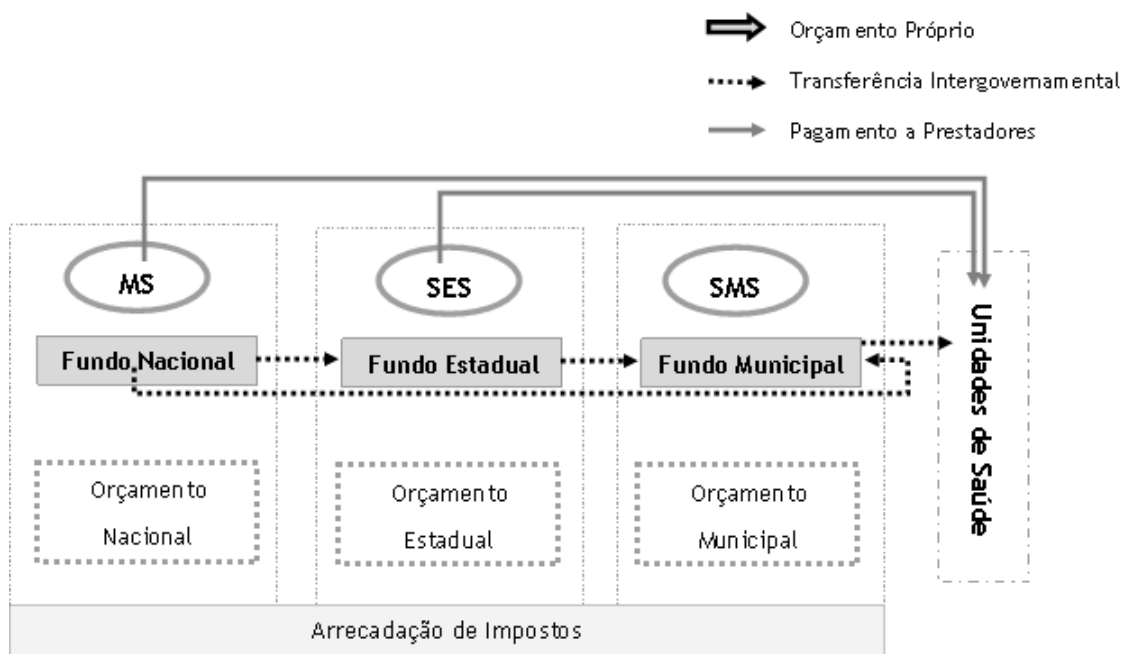 Orçamento Próprio
Transferência Intergovernamental
Pagamento a Prestadores
MS
SES
SMS
Fundo Nacional
Fundo Estadual
Fundo Municipal
Unidades de Saúde
Orçamento
Nacional
Orçamento
Estadual
Orçamento
Municipal
Arrecadação de Impostos